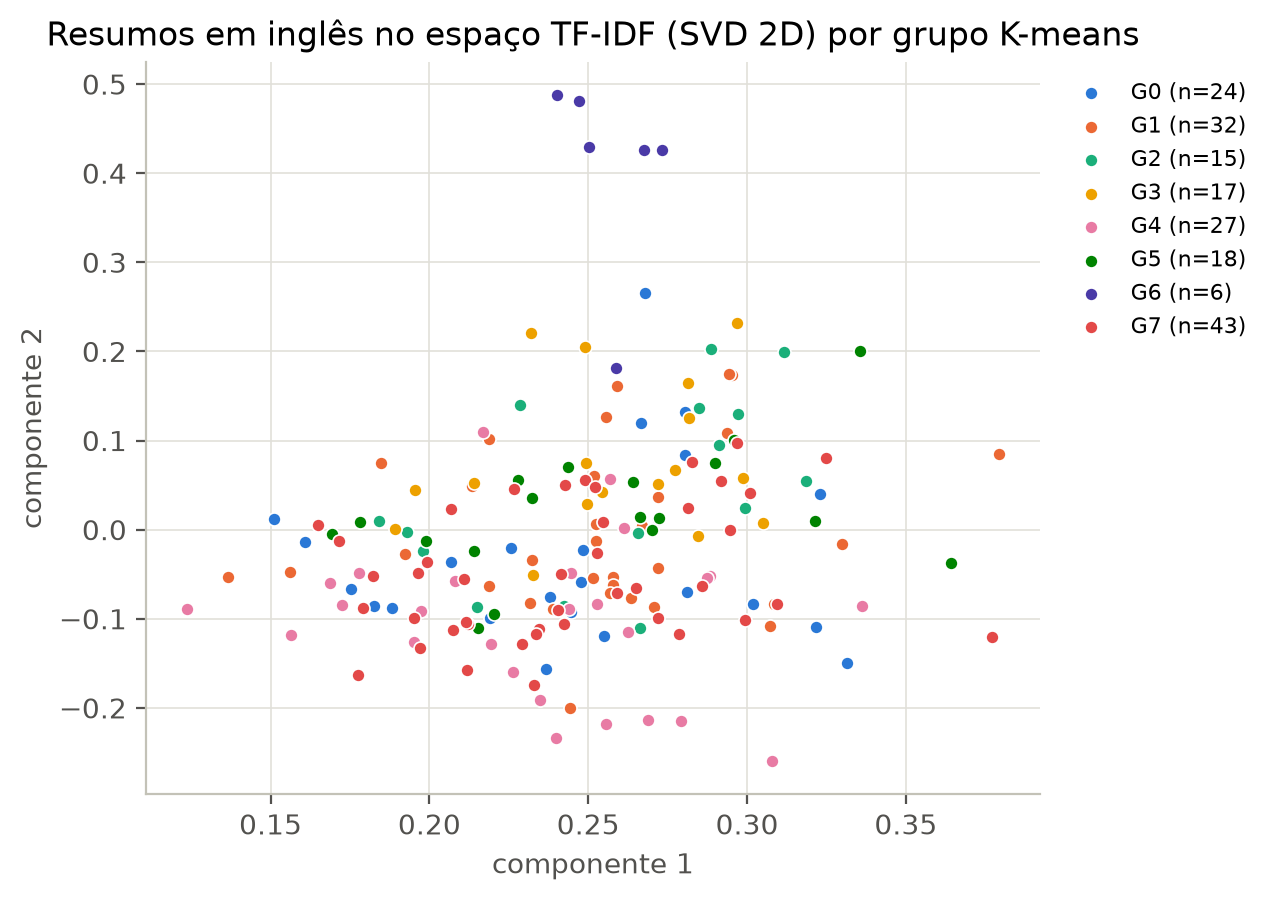 Resumos em inglês no espaço TF-IDF (SVD 2D) por grupo K-means
0.5
0.4
0.3
0.2
0.1
0.0
−0.1
−0.2
componente 2
0.15 0.20 0.25 0.30 0.35
componente 1
G0 (n=24)
G1 (n=32)
G2 (n=15)
G3 (n=17)
G4 (n=27)
G5 (n=18)
G6 (n=6)
G7 (n=43)